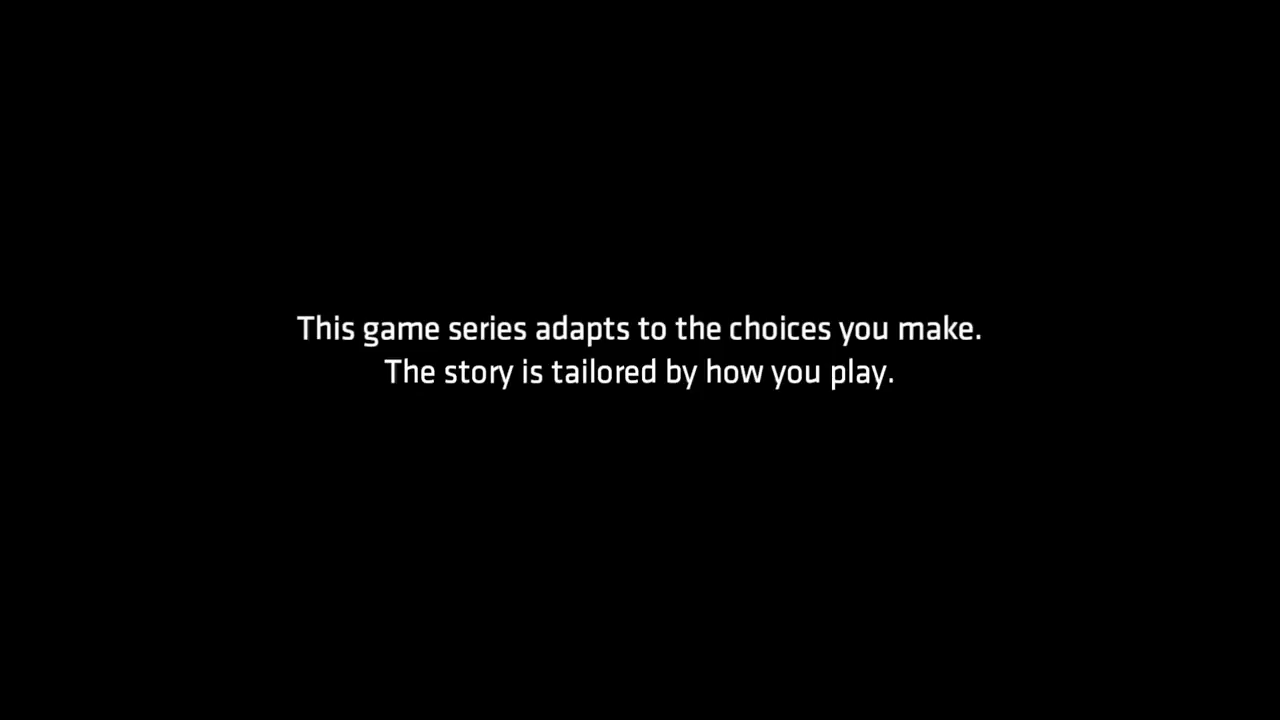 This game series adapts to the choices you make.
The story is tailored by how you play.